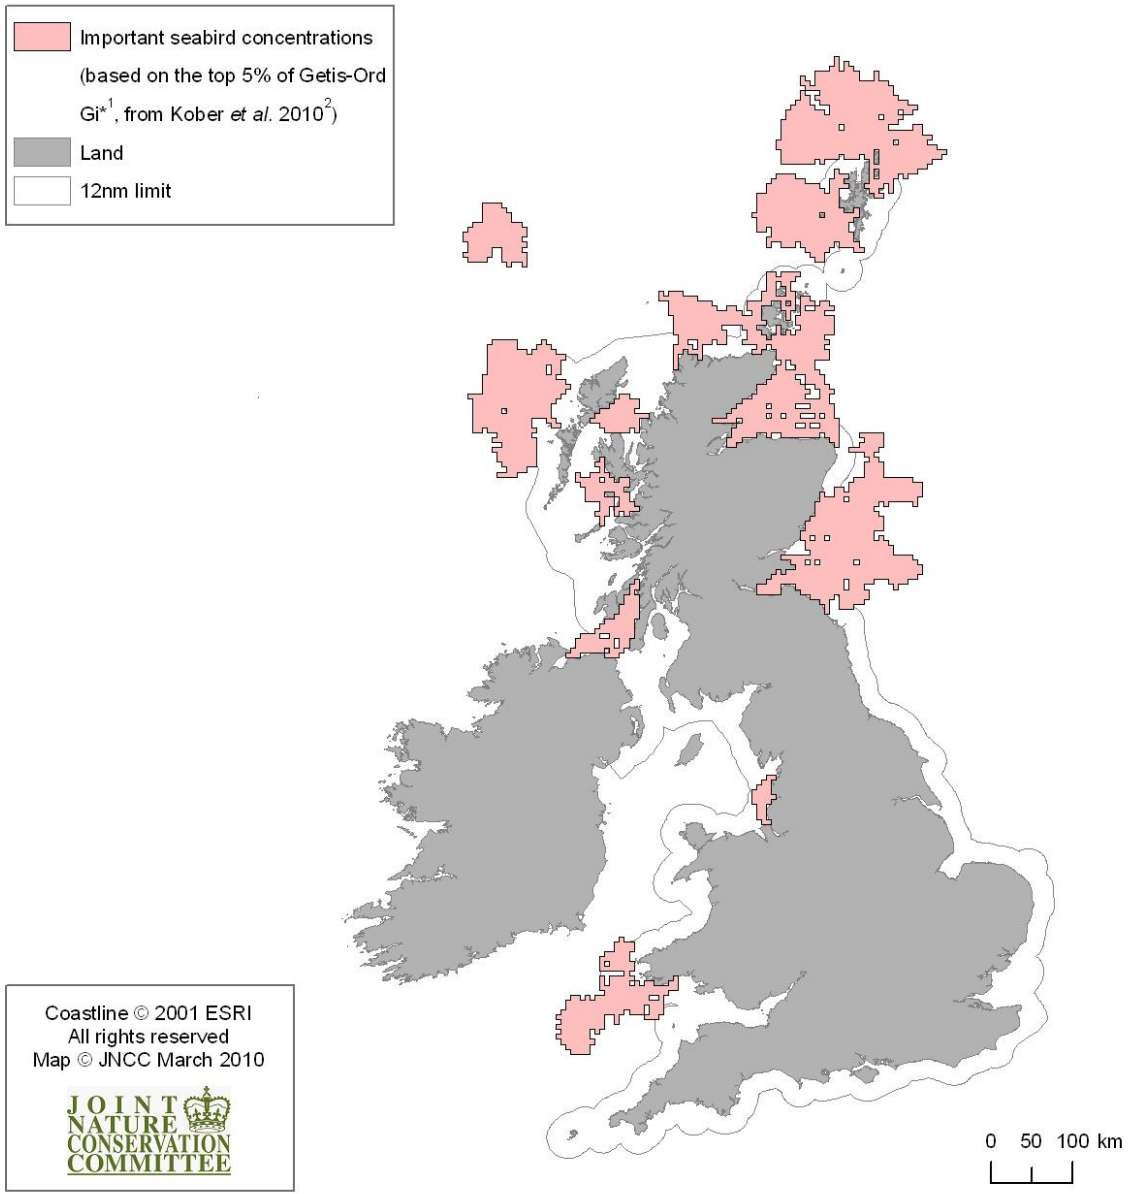 Important seabird concentrations
(based on the top 5% of Getis-Ord
Gi*1, from Kober et al. 20102)
Land
12nm limit
Coastline © 2001 ESRI
All rights reserved
Map © JNCC March 2010
JOINT
NATURE
CONSERVATION
COMMITTEE
0 50 100 km